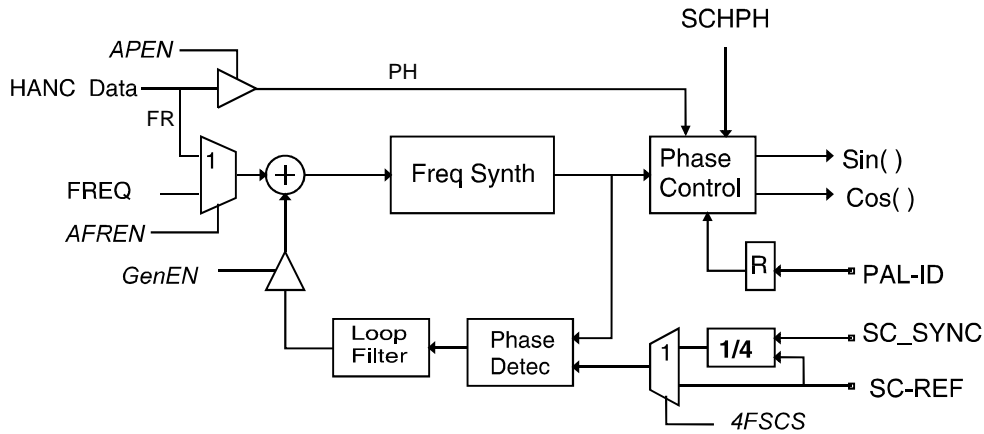 SCHPH
APEN
PH
HANC Data
FR
1
Phase
Control
Sin( )
Freq Synth
+
FREQ
Cos( )
AFREN
GenEN
R
PAL-ID
Loop
Filter
Phase
Detec
1
1/4
SC_SYNC
SC-REF
4FSCS